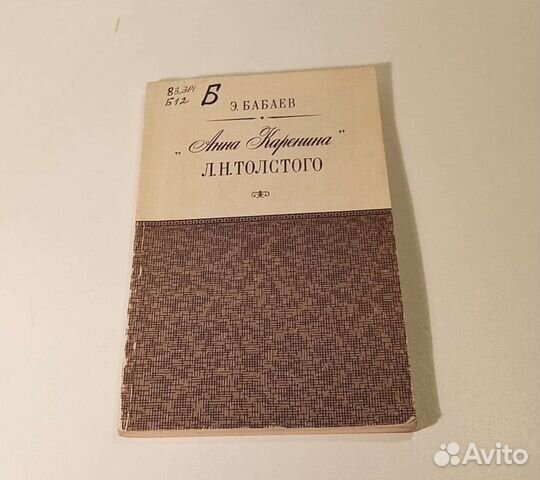 83.3Р1
Б12 Б
Э. БАБАЕВ
„Анна Каренина”
Л.Н.ТОЛСТОГО
Avito